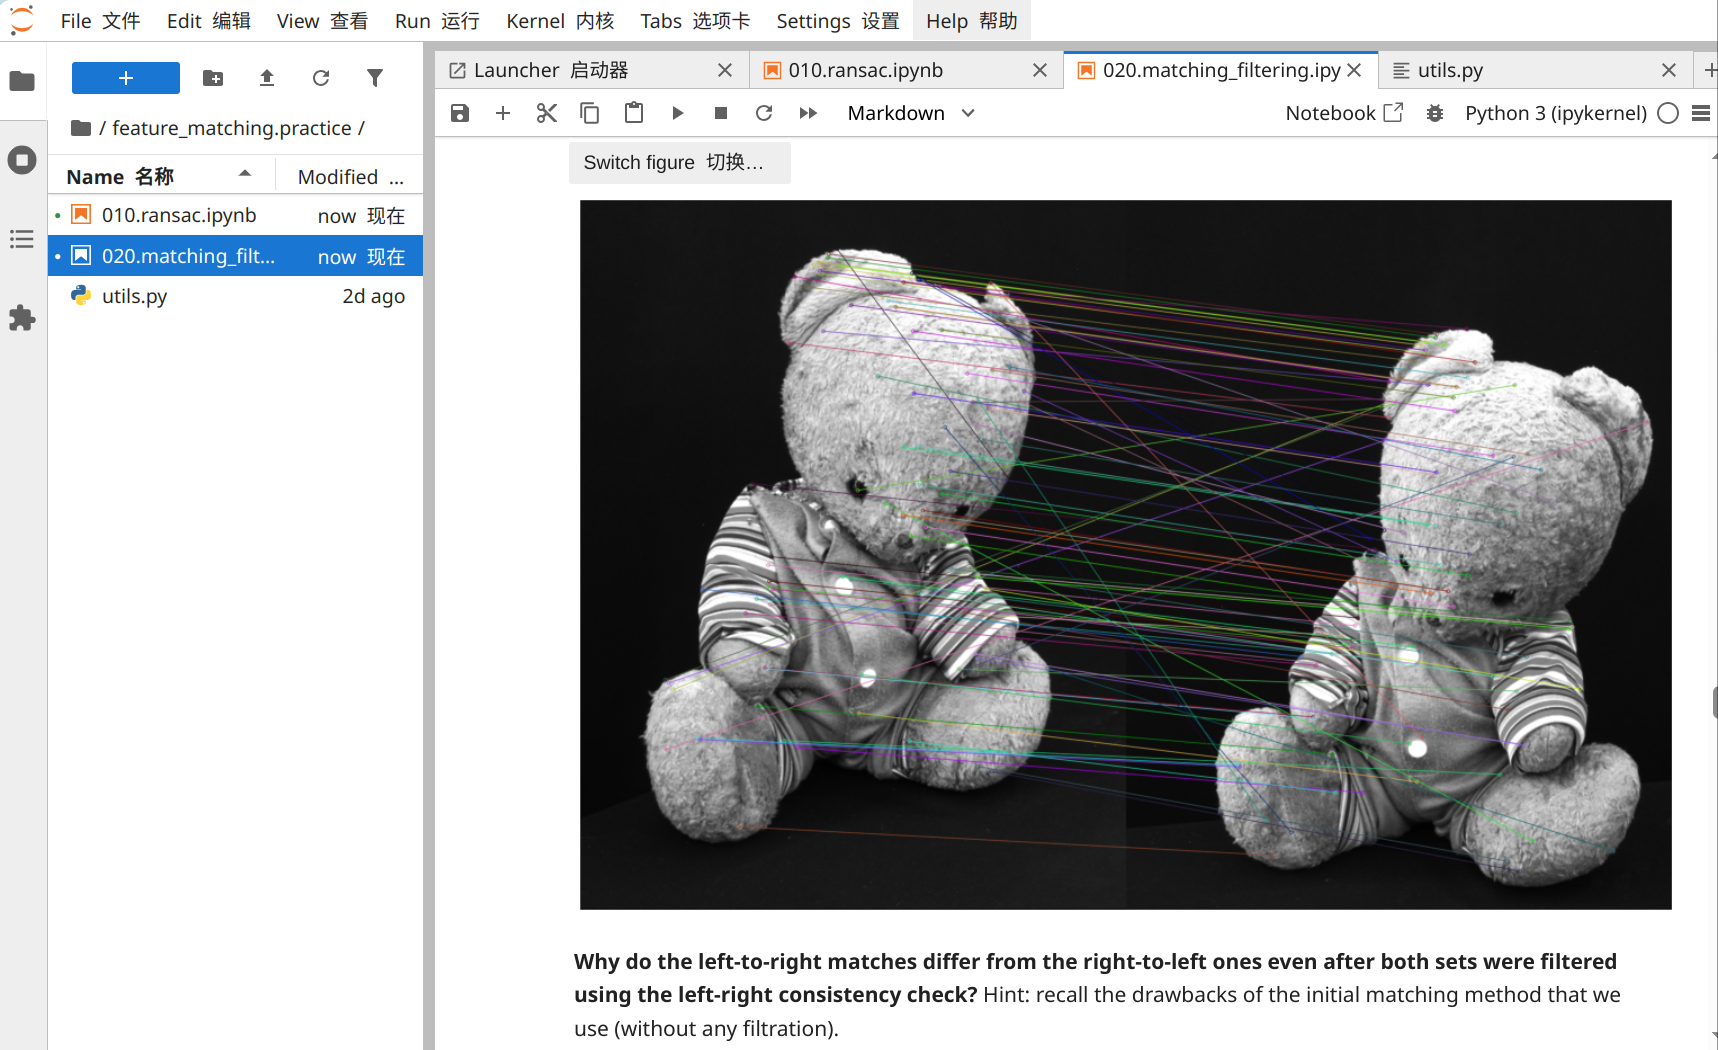 File 文件 Edit 编辑 View 查看 Run 运行 Kernel 内核 Tabs 选项卡 Settings 设置 Help 帮助
Launcher 启动器 010.ransac.ipynb 020.matching_filtering.ipy utils.py
/ feature_matching.practice /
Markdown Notebook Python 3 (ipykernel)
Name 名称 Modified ...
010.ransac.ipynb now 现在
020.matching_filt... now 现在
utils.py 2d ago
Switch figure 切换...
Why do the left-to-right matches differ from the right-to-left ones even after both sets were filtered
using the left-right consistency check? Hint: recall the drawbacks of the initial matching method that we
use (without any filtration).